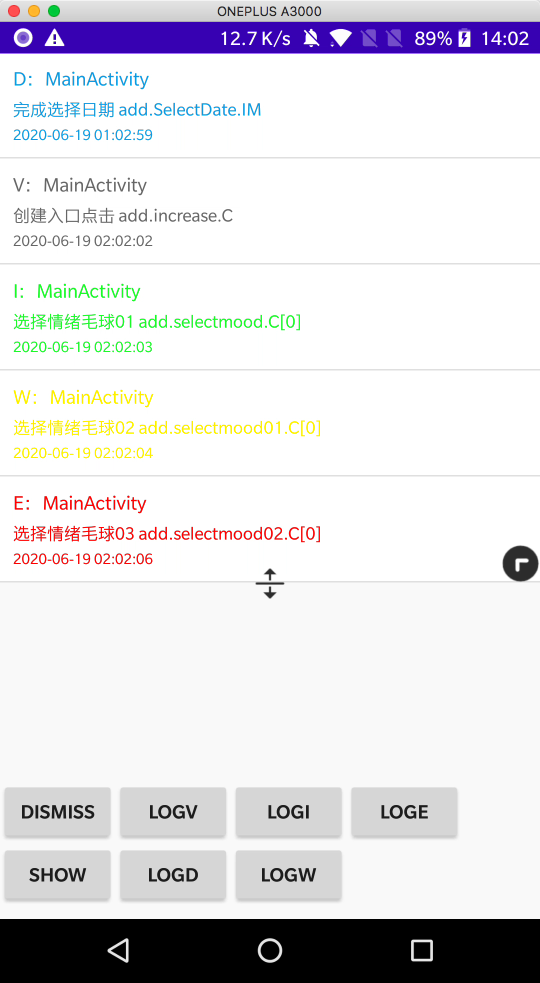 ONEPLUS A3000
12.7 K/s 89% 14:02
D: MainActivity
完成选择日期 add.SelectDate.IM
2020-06-19 01:02:59
V: MainActivity
创建入口点击 add.increase.C
2020-06-19 02:02:02
I: MainActivity
选择情绪毛球01 add.selectmood.C[0]
2020-06-19 02:02:03
W: MainActivity
选择情绪毛球02 add.selectmood01.C[0]
2020-06-19 02:02:04
E: MainActivity
选择情绪毛球03 add.selectmood02.C[0]
2020-06-19 02:02:06
DISMISS LOGV LOGI LOGE
SHOW LOGD LOGW